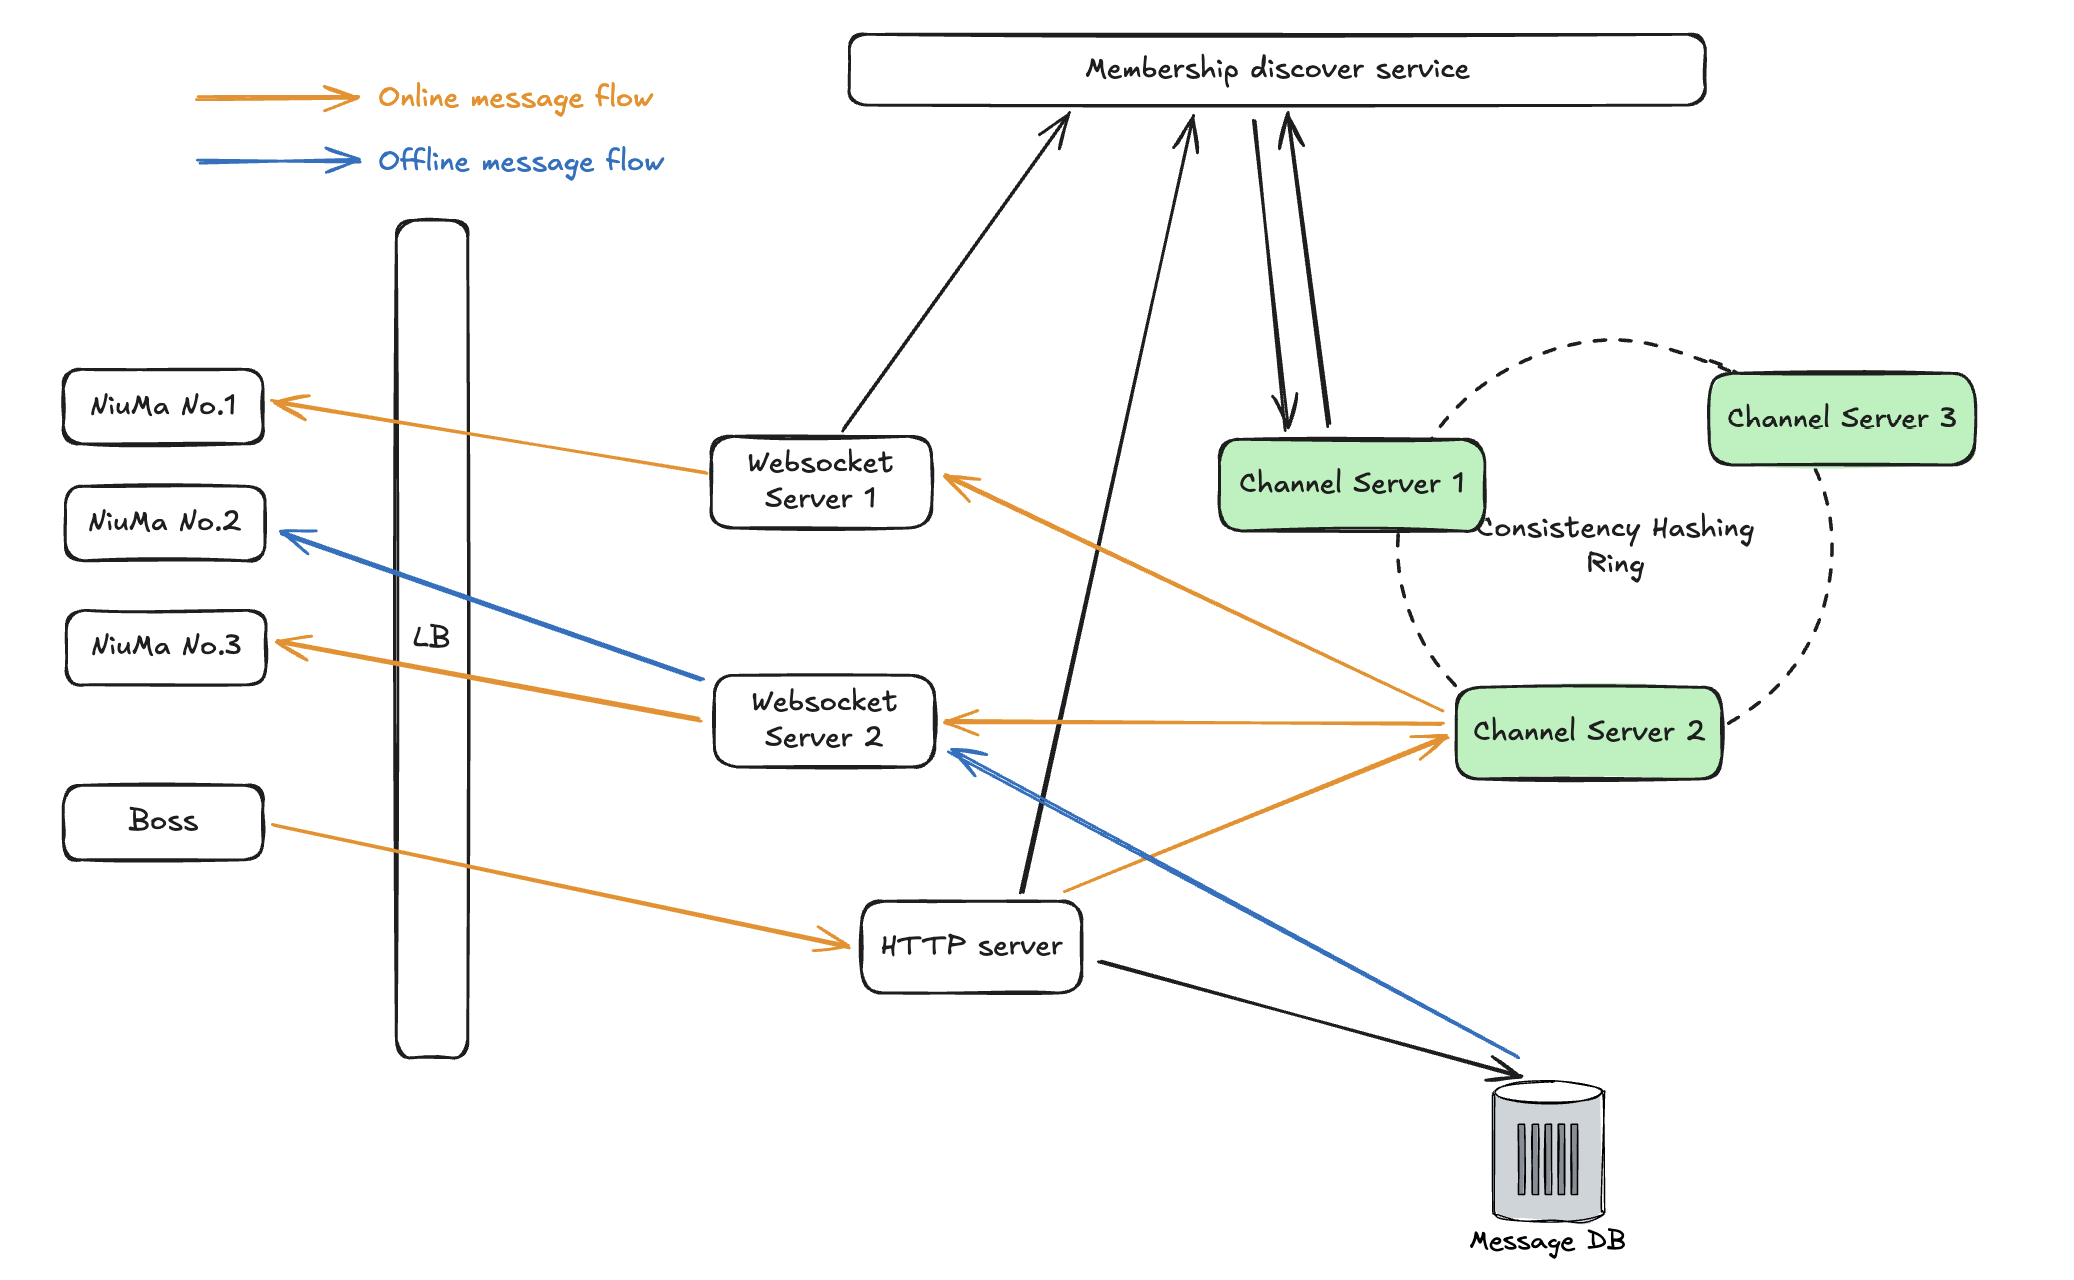 Membership discover service
Online message flow
Offline message flow
NiuMa No.1
NiuMa No.2
NiuMa No.3
Boss
LB
Websocket
Server 1
Websocket
Server 2
HTTP server
Channel Server 1
Channel Server 3
Consistency Hashing
Ring
Channel Server 2
Message DB